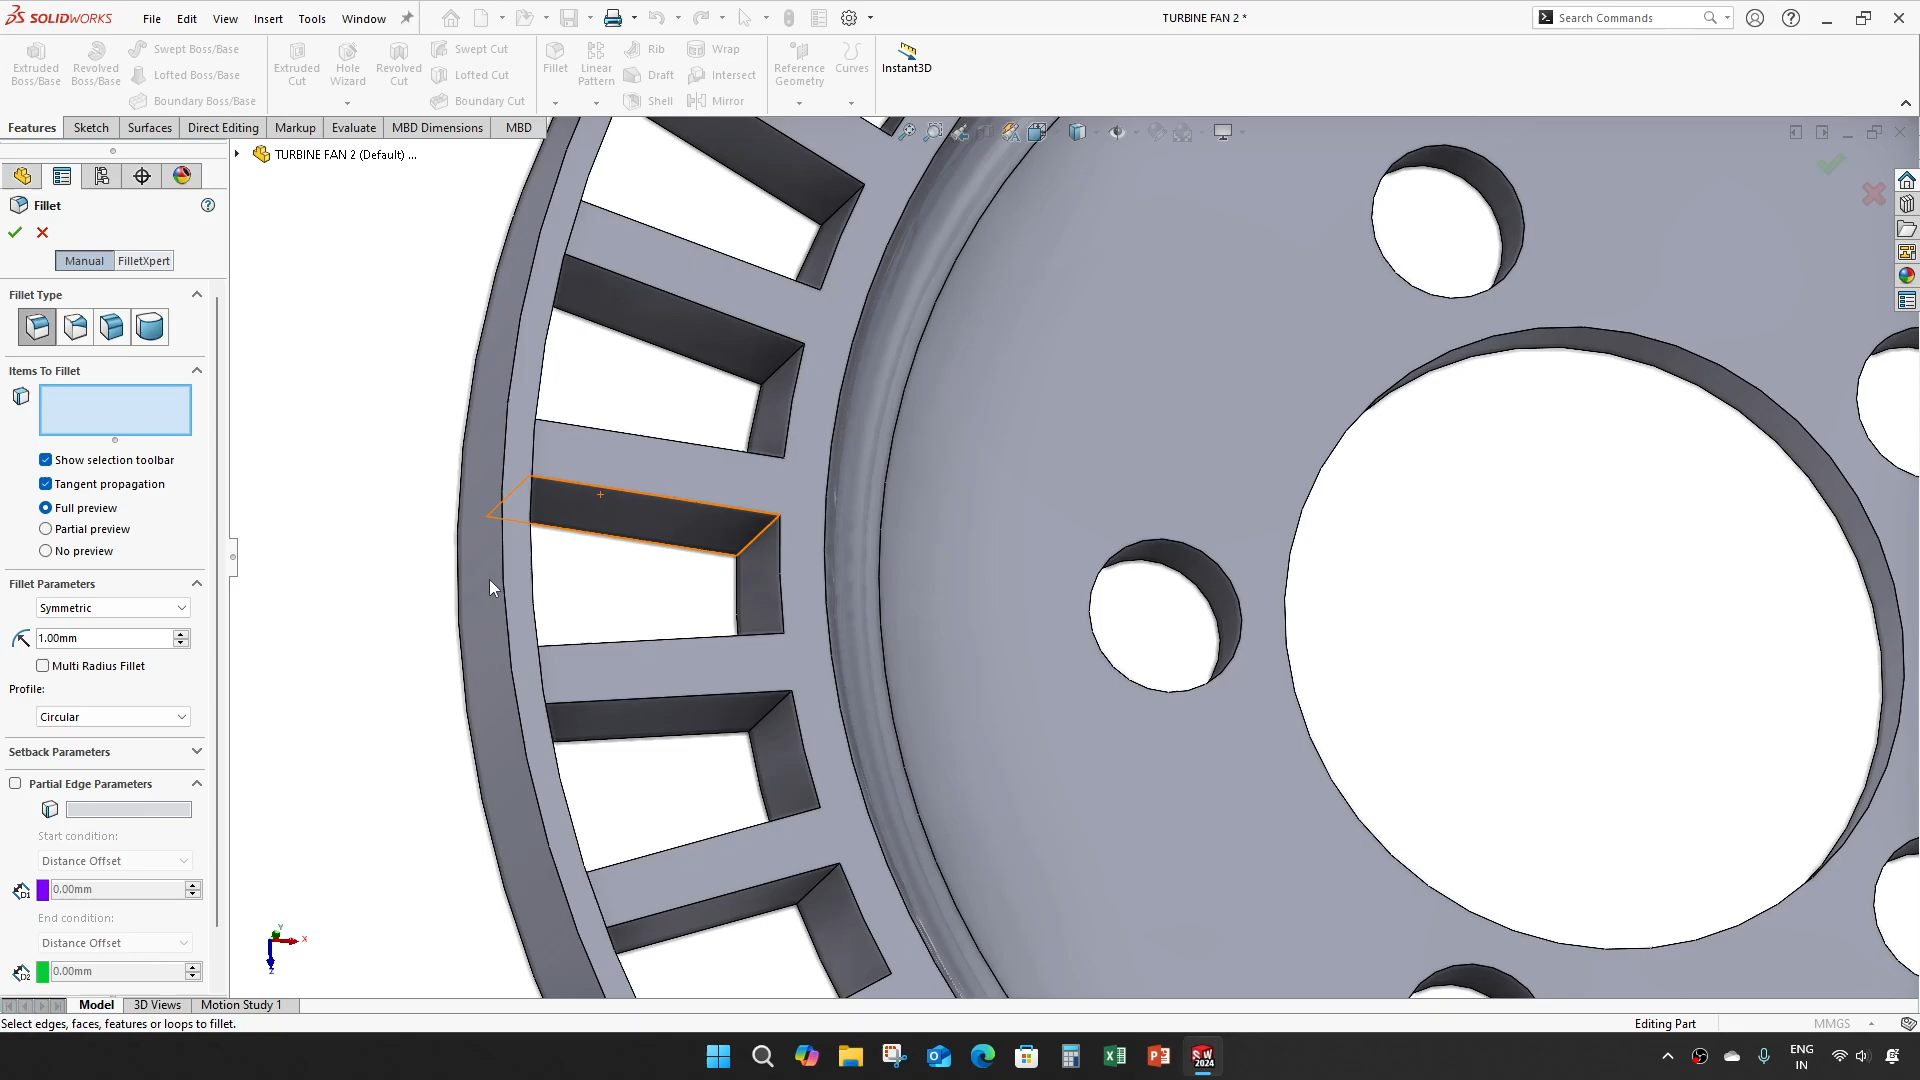 SOLIDWORKS
File Edit View Insert Tools Window
TURBINE FAN 2 *
Search Commands
Extruded Boss/Base
Revolved Boss/Base
Swept Boss/Base
Lofted Boss/Base
Boundary Boss/Base
Extruded Cut
Hole Wizard
Revolved Cut
Swept Cut
Lofted Cut
Boundary Cut
Fillet
Linear Pattern
Rib
Draft
Shell
Wrap
Intersect
Mirror
Reference Geometry
Curves
Instant3D
Features Sketch Surfaces Direct Editing Markup Evaluate MBD Dimensions MBD
TURBINE FAN 2 (Default) ...
Fillet
Manual FilletXpert
Fillet Type
Items To Fillet
Show selection toolbar
Tangent propagation
Full preview
Partial preview
No preview
Fillet Parameters
Symmetric
1.00mm
Multi Radius Fillet
Profile:
Circular
Setback Parameters
Partial Edge Parameters
Start condition:
Distance Offset
D1 0.00mm
End condition:
Distance Offset
D2 0.00mm
Y
X
Z
Model 3D Views Motion Study 1
Select edges, faces, features or loops to fillet.
Editing Part
MMGS
SW
2024
ENG
IN